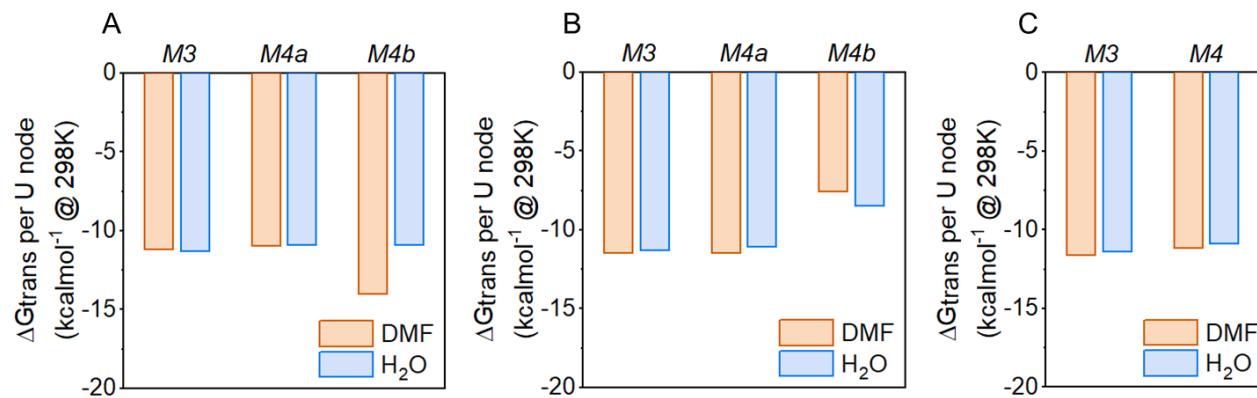 A
M3 M4a M4b
0
-5
-10
-15
-20
ΔGtrans per U node
(kcalmol⁻¹ @ 298K)
DMF
H₂O
B
M3 M4a M4b
0
-5
-10
-15
-20
ΔGtrans per U node
(kcalmol⁻¹ @ 298K)
DMF
H₂O
C
M3 M4
0
-5
-10
-15
-20
ΔGtrans per U node
(kcalmol⁻¹ @ 298K)
DMF
H₂O